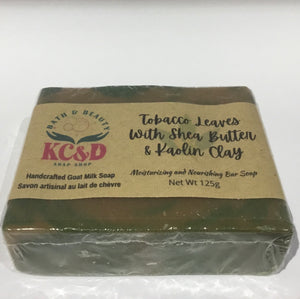 BATH & BEAUTY
KC&D
SOAP SHOP
Handcrafted Goat Milk Soap
Savon artisinal au lait de chèvre
Tobacco Leaves
With Shea Butter
& Kaolin Clay
Moisturizing and Nourishing Bar Soap
Net Wt 125g